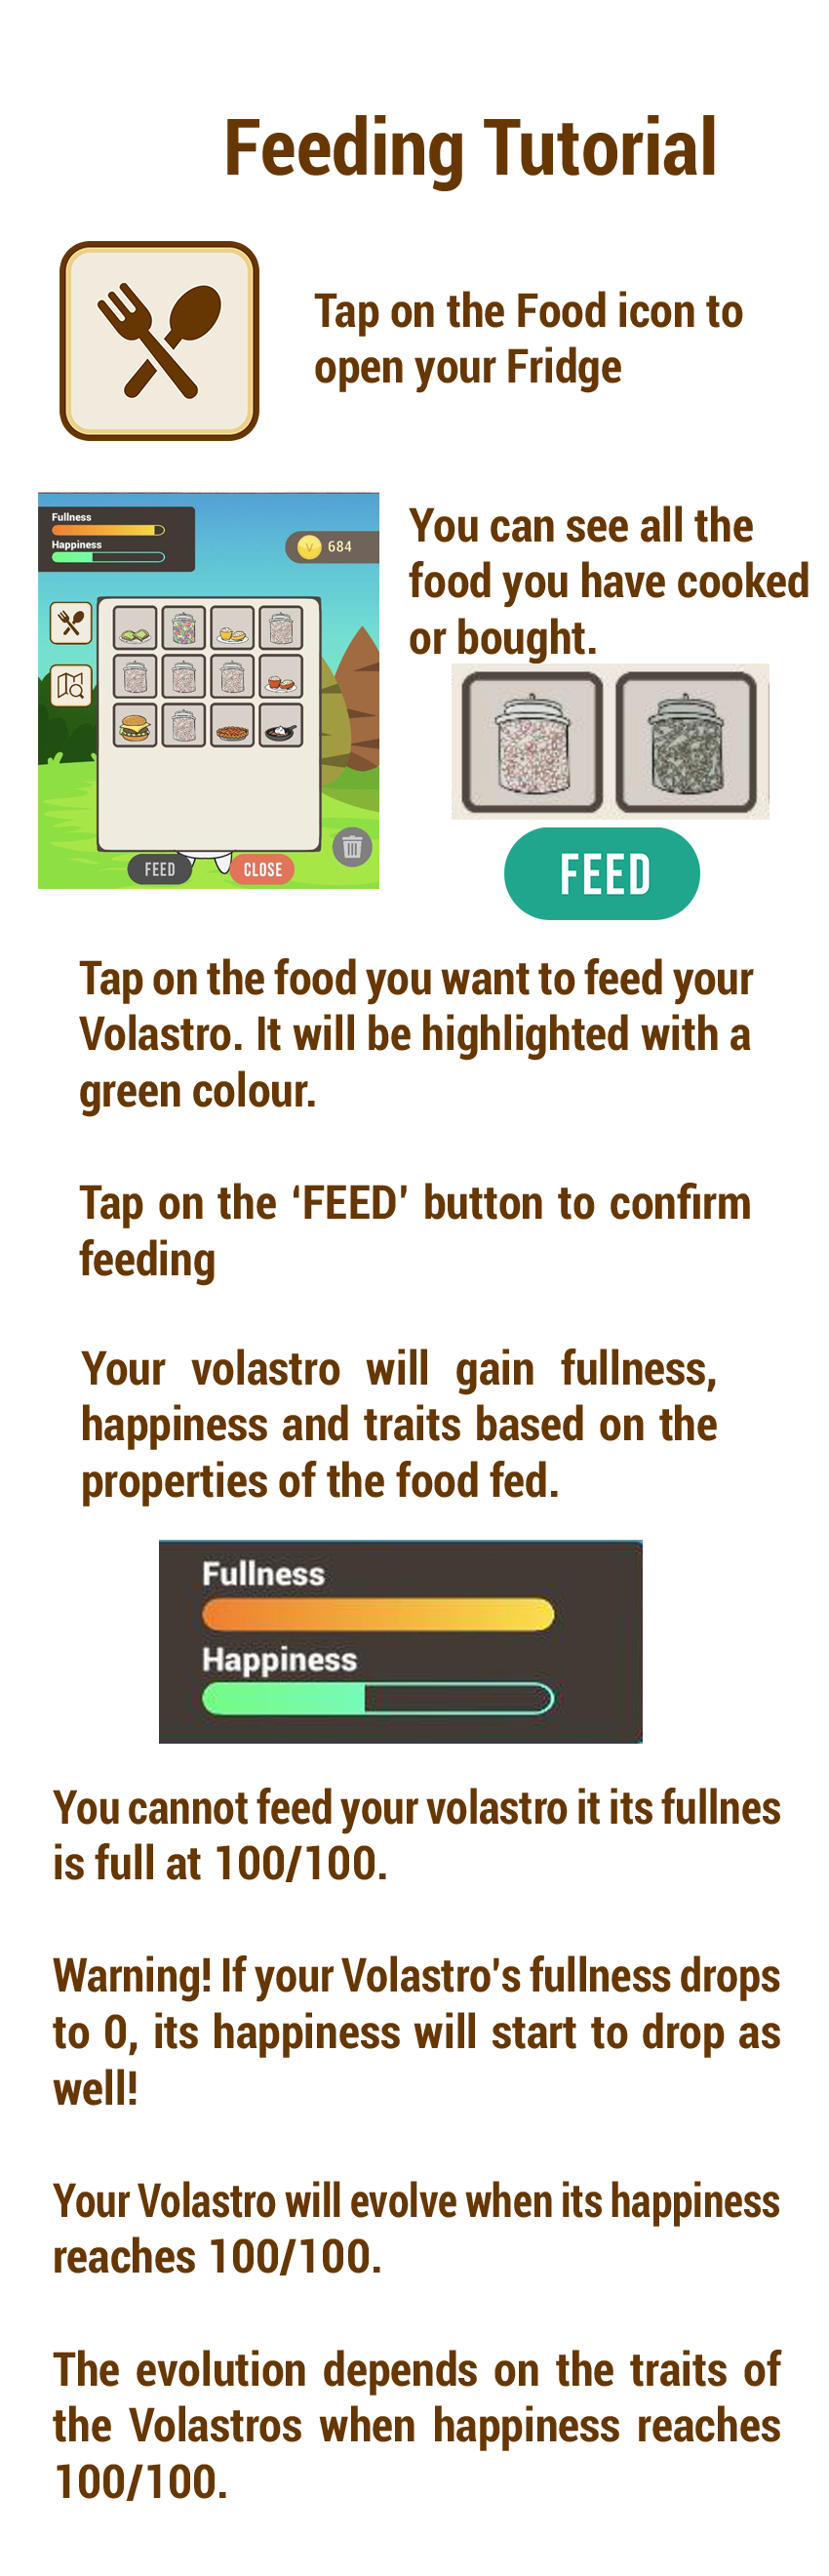 Feeding Tutorial
Tap on the Food icon to
open your Fridge
Fullness
Happiness
V 684
FEED
CLOSE
You can see all the
food you have cooked
or bought.
FEED
Tap on the food you want to feed your
Volastro. It will be highlighted with a
green colour.
Tap on the ‘FEED’ button to confirm
feeding
Your volastro will gain fullness,
happiness and traits based on the
properties of the food fed.
Fullness
Happiness
You cannot feed your volastro it its fullnes
is full at 100/100.
Warning! If your Volastro's fullness drops
to 0, its happiness will start to drop as
well!
Your Volastro will evolve when its happiness
reaches 100/100.
The evolution depends on the traits of
the Volastros when happiness reaches
100/100.